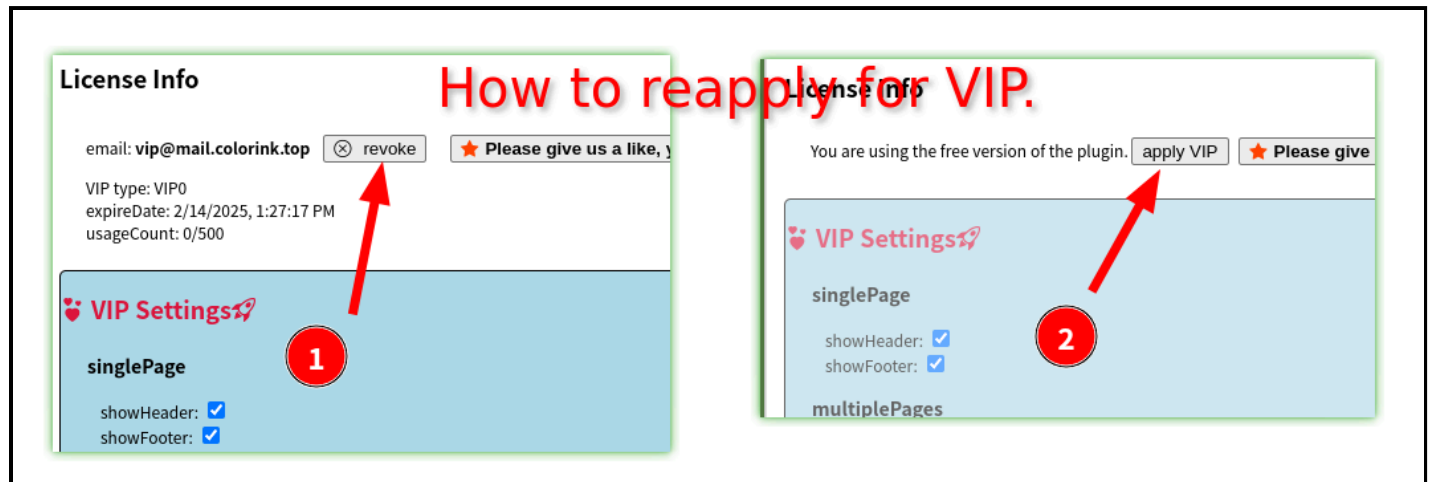 How to reapply for VIP.
License Info
email: vip@mail.colorink.top
revoke
Please give us a like,
VIP type: VIP0
expireDate: 2/14/2025, 1:27:17 PM
usageCount: 0/500
VIP Settings
singlePage
showHeader:
showFooter:
1
License Info
You are using the free version of the plugin.
apply VIP
Please give
VIP Settings
singlePage
showHeader:
showFooter:
multiplePages
2